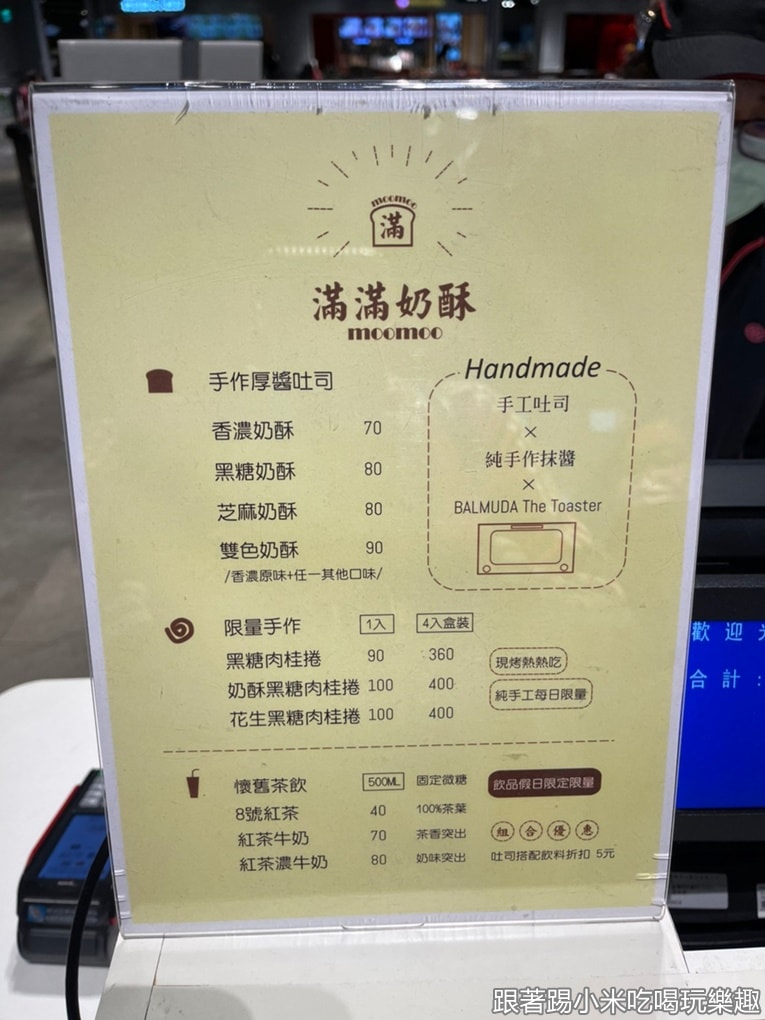 moomoo
滿
滿滿奶酥
moomoo
手作厚醬吐司
香濃奶酥 70
黑糖奶酥 80
芝麻奶酥 80
雙色奶酥 90
/香濃原味+任一其他口味/
Handmade
手工吐司
×
純手作抹醬
×
BALMUDA The Toaster
限量手作 1入 4入盒裝
黑糖肉桂捲 90 360
奶酥黑糖肉桂捲 100 400
花生黑糖肉桂捲 100 400
現烤熱熱吃
純手工每日限量
懷舊茶飲 500ML 固定微糖
8號紅茶 40 100%茶葉
紅茶牛奶 70 茶香突出
紅茶濃牛奶 80 奶味突出
飲品假日限定限量
組合優惠
吐司搭配飲料折扣 5元
歡迎光
合計:
跟著踢小米吃喝玩樂趣